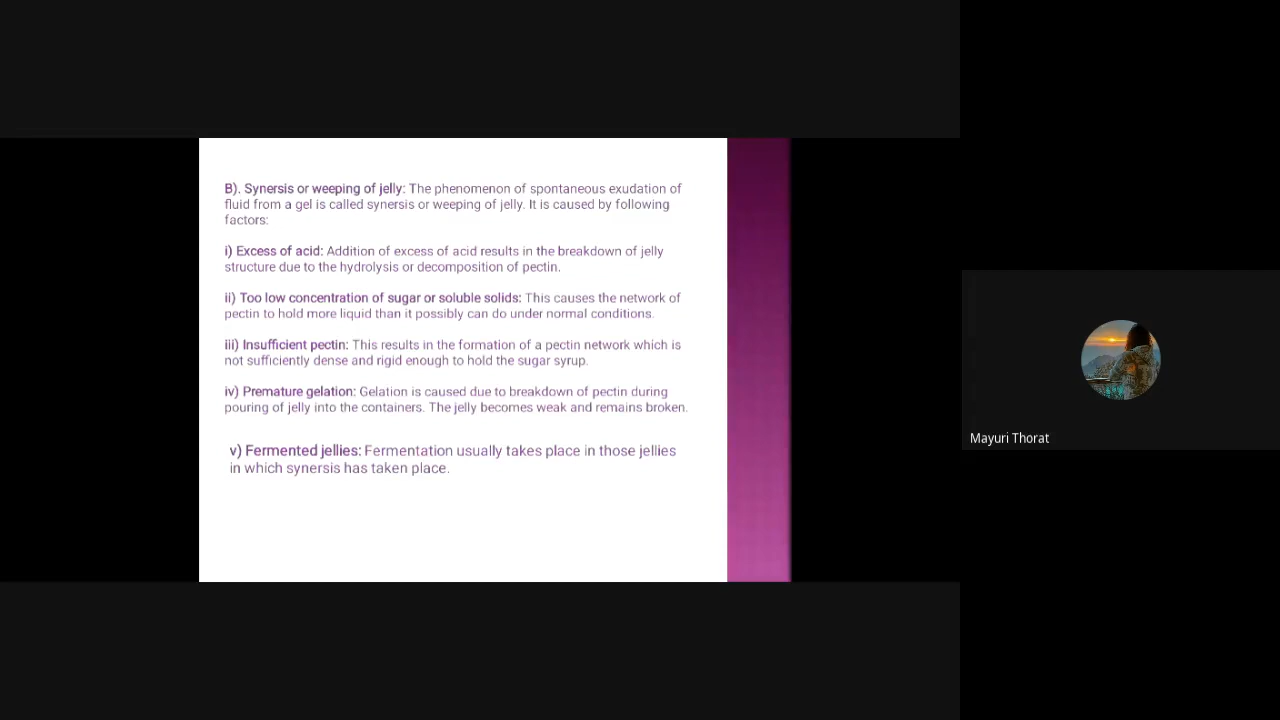 B). Synersis or weeping of jelly: The phenomenon of spontaneous exudation of
fluid from a gel is called synersis or weeping of jelly. It is caused by following
factors:
i) Excess of acid: Addition of excess of acid results in the breakdown of jelly
structure due to the hydrolysis or decomposition of pectin.
ii) Too low concentration of sugar or soluble solids: This causes the network of
pectin to hold more liquid than it possibly can do under normal conditions.
iii) Insufficient pectin: This results in the formation of a pectin network which is
not sufficiently dense and rigid enough to hold the sugar syrup.
iv) Premature gelation: Gelation is caused due to breakdown of pectin during
pouring of jelly into the containers. The jelly becomes weak and remains broken.
v) Fermented jellies: Fermentation usually takes place in those jellies
in which synersis has taken place.
Mayuri Thorat